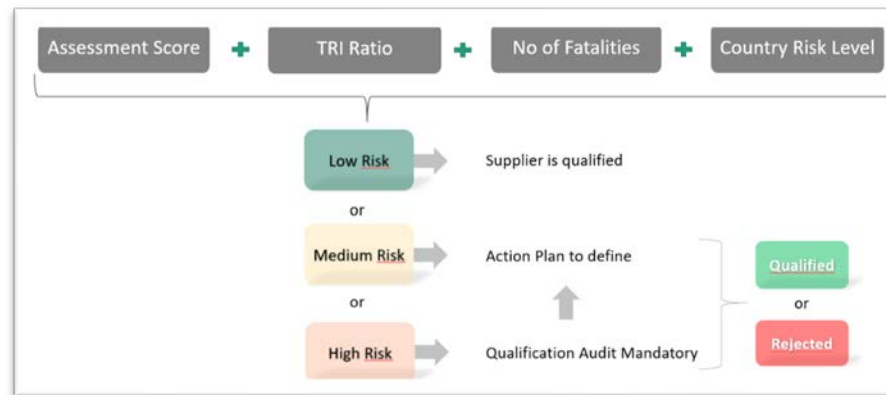 Assessment Score + TRI Ratio + No of Fatalities + Country Risk Level
Low Risk
Supplier is qualified
or
Medium Risk
Action Plan to define
Qualified
or
or
High Risk
Qualification Audit Mandatory
Rejected